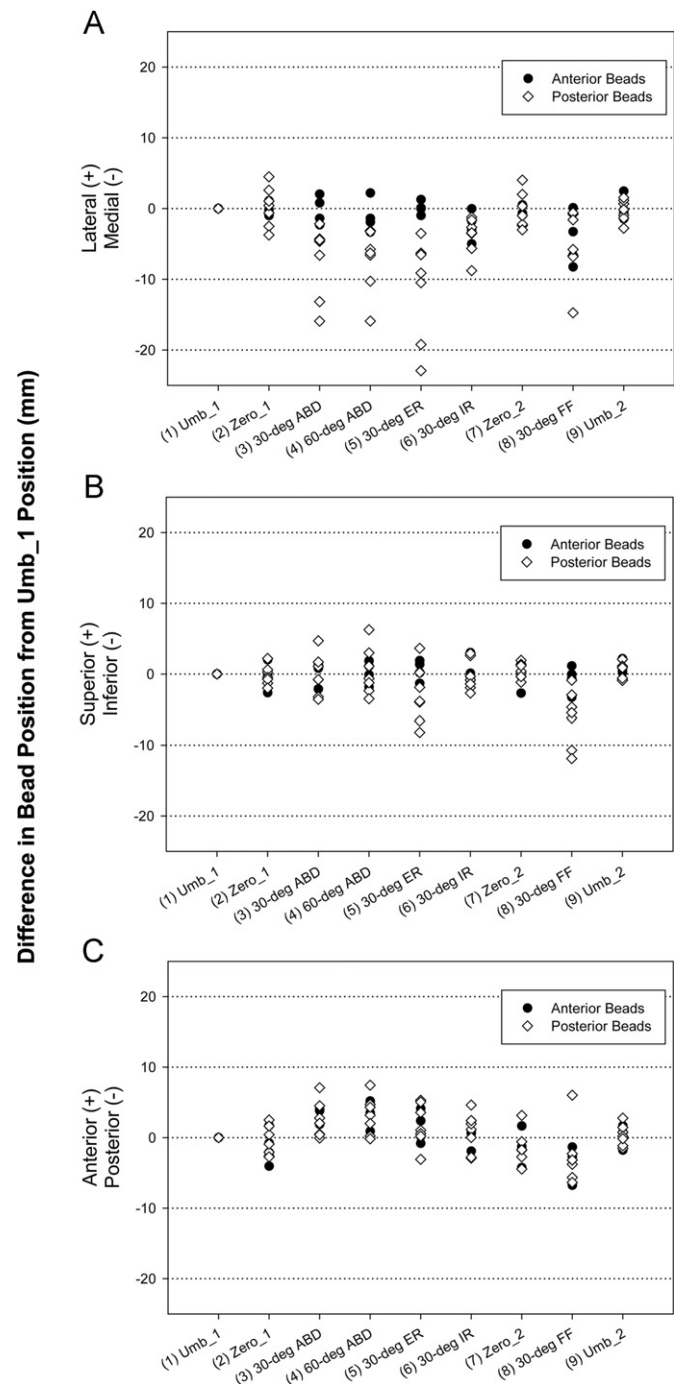 Difference in Bead Position from Umb_1 Position (mm)
A
Lateral (+)
Medial (-)
20
10
0
-10
-20
Anterior Beads
Posterior Beads
(1) Umb_1
(2) Zero_1
(3) 30-deg ABD
(4) 60-deg ABD
(5) 30-deg ER
(6) 30-deg IR
(7) Zero_2
(8) 30-deg FF
(9) Umb_2
B
Superior (+)
Inferior (-)
20
10
0
-10
-20
Anterior Beads
Posterior Beads
(1) Umb_1
(2) Zero_1
(3) 30-deg ABD
(4) 60-deg ABD
(5) 30-deg ER
(6) 30-deg IR
(7) Zero_2
(8) 30-deg FF
(9) Umb_2
C
Anterior (+)
Posterior (-)
20
10
0
-10
-20
Anterior Beads
Posterior Beads
(1) Umb_1
(2) Zero_1
(3) 30-deg ABD
(4) 60-deg ABD
(5) 30-deg ER
(6) 30-deg IR
(7) Zero_2
(8) 30-deg FF
(9) Umb_2